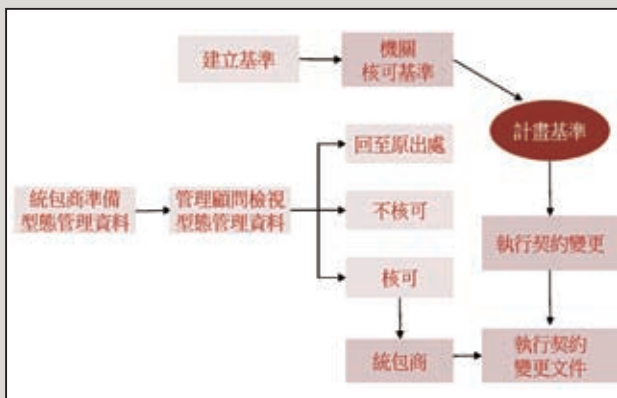 建立基準
機關
核可基準
計畫基準
回至原出處
統包商準備
型態管理資料
管理顧問檢視
型態管理資料
不核可
執行契約變更
核可
統包商
執行契約
變更文件